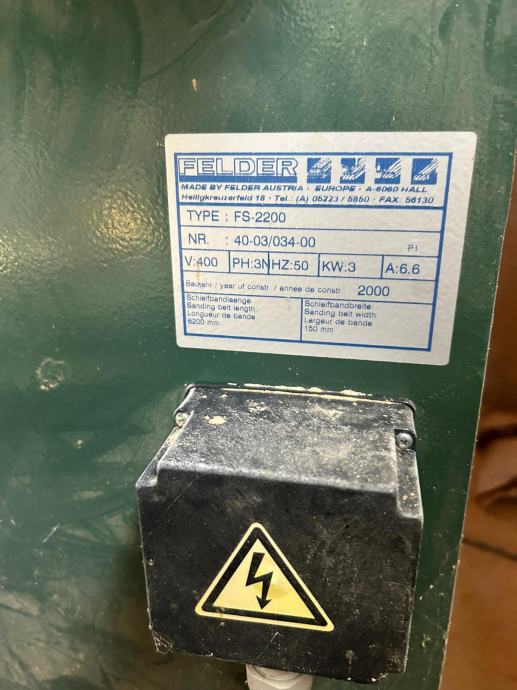 FELDER
MADE BY FELDER AUSTRIA · EUROPE · A-6060 HALL
Heiligkreuzerfeld 18 · Tel.: (A) 05223 / 5850 · FAX: 56130
TYPE : FS-2200
NR. : 40-03/034-00
P1
V:400 PH:3N HZ:50 KW.3 A:6.6
Baujahr / year of constr. / annee de constr. 2000
Schleifbandlaenge
Sanding belt length
Longueur de bande
6200 mm
Schleifbandbreite
Sanding belt width
Largeur de bande
150 mm